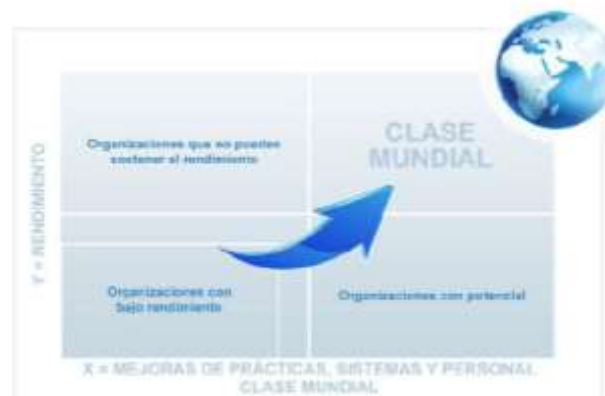 Organizaciones que no pueden
sostener el rendimiento
CLASE
MUNDIAL
Y = RENDIMIENTO
Organizaciones con
bajo rendimiento
Organizaciones con potencial
X = MEJORAS DE PRÁCTICAS, SISTEMAS Y PERSONAL
CLASE MUNDIAL